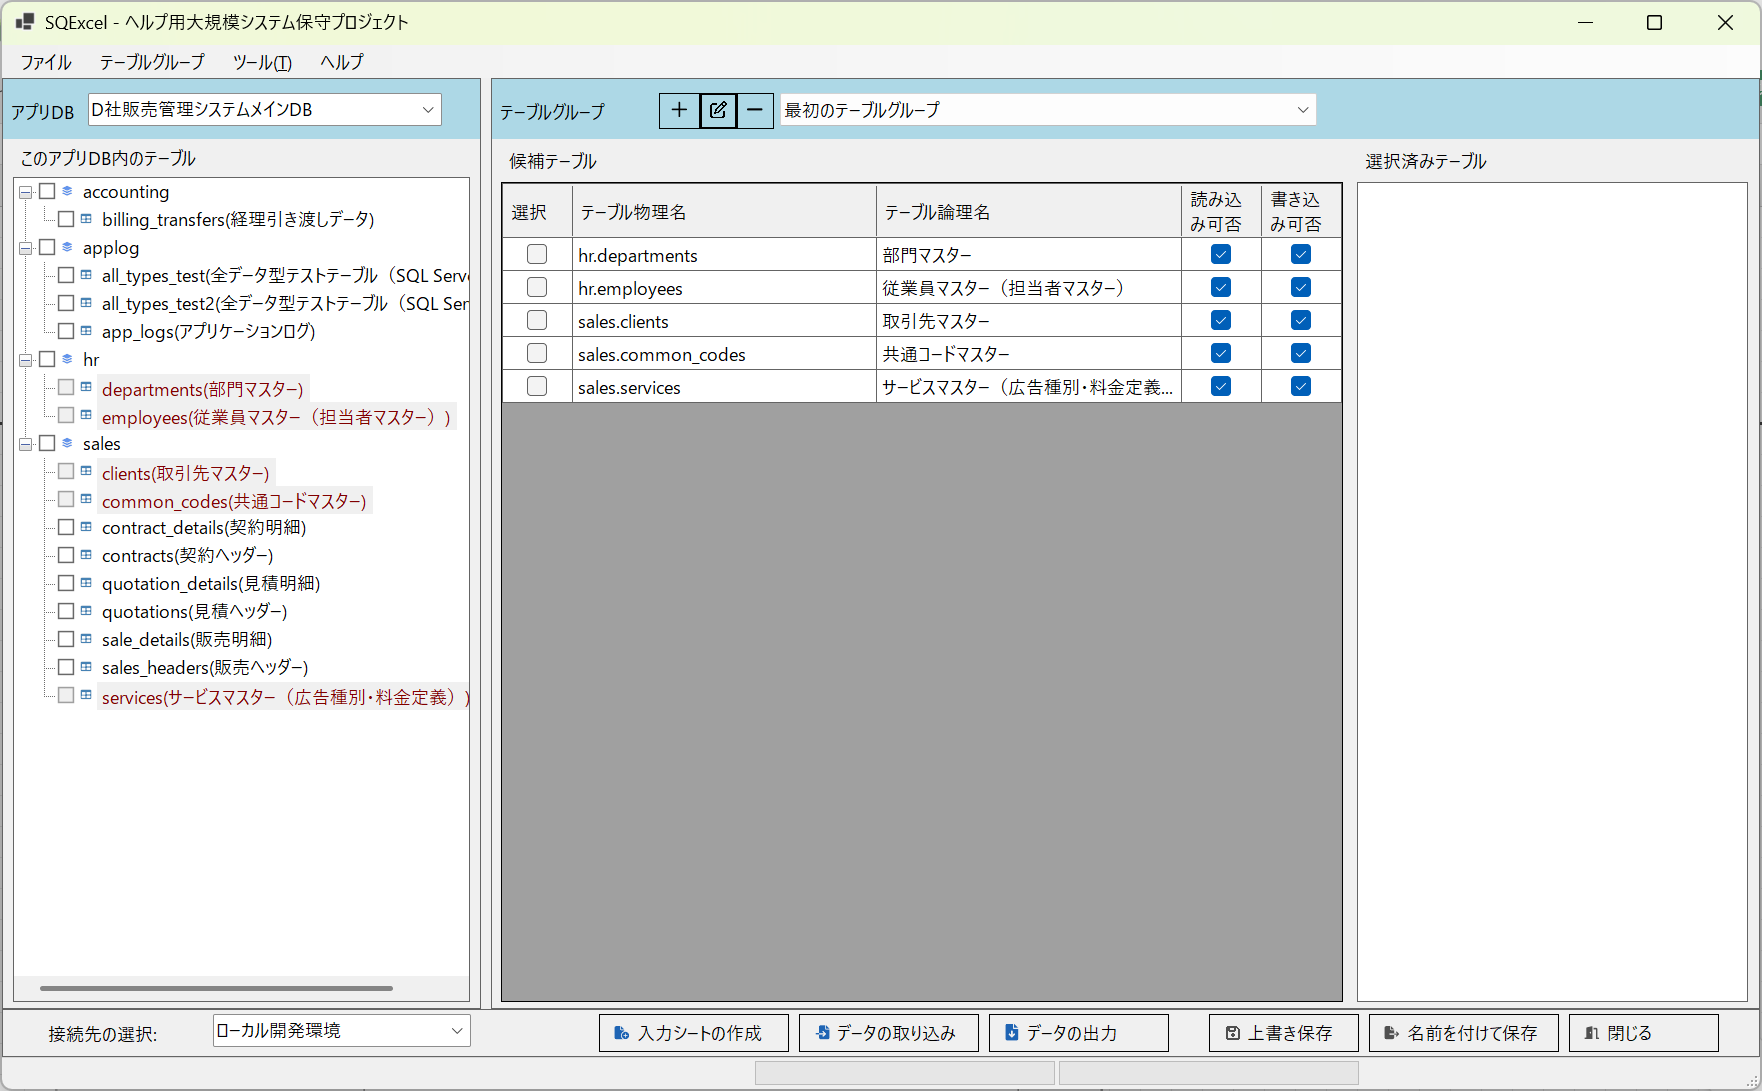 SQExcel - ヘルプ用大規模システム保守プロジェクト
ファイル テーブルグループ ツール(T) ヘルプ
アプリDB D社販売管理システムメインDB
テーブルグループ 最初のテーブルグループ
このアプリDB内のテーブル
accounting
billing_transfers(経理引き渡しデータ)
applog
all_types_test(全データ型テストテーブル（SQL Serve
all_types_test2(全データ型テストテーブル（SQL Ser
app_logs(アプリケーションログ)
hr
departments(部門マスター)
employees(従業員マスター（担当者マスター）)
sales
clients(取引先マスター)
common_codes(共通コードマスター)
contract_details(契約明細)
contracts(契約ヘッダー)
quotation_details(見積明細)
quotations(見積ヘッダー)
sale_details(販売明細)
sales_headers(販売ヘッダー)
services(サービスマスター（広告種別・料金定義）)
候補テーブル
選択 テーブル物理名 テーブル論理名 読み込み可否 書き込み可否
hr.departments 部門マスター
hr.employees 従業員マスター（担当者マスター）
sales.clients 取引先マスター
sales.common_codes 共通コードマスター
sales.services サービスマスター（広告種別・料金定義...
選択済みテーブル
接続先の選択: ローカル開発環境
入力シートの作成 データの取り込み データの出力 上書き保存 名前を付けて保存 閉じる